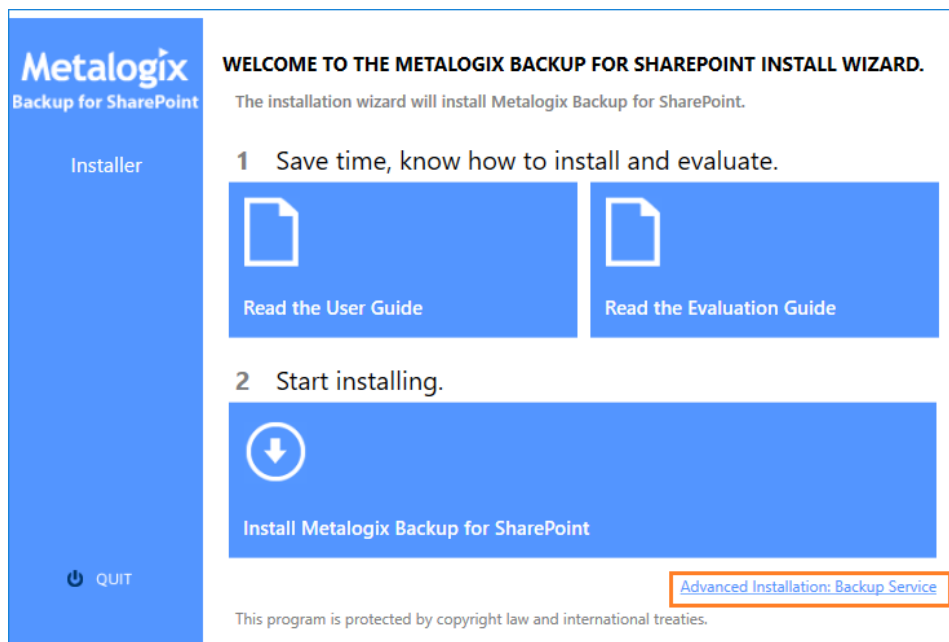 Metalogix
Backup for SharePoint
Installer
QUIT
WELCOME TO THE METALOGIX BACKUP FOR SHAREPOINT INSTALL WIZARD.
The installation wizard will install Metalogix Backup for SharePoint.
1 Save time, know how to install and evaluate.
Read the User Guide
Read the Evaluation Guide
2 Start installing.
Install Metalogix Backup for SharePoint
Advanced Installation: Backup Service
This program is protected by copyright law and international treaties.